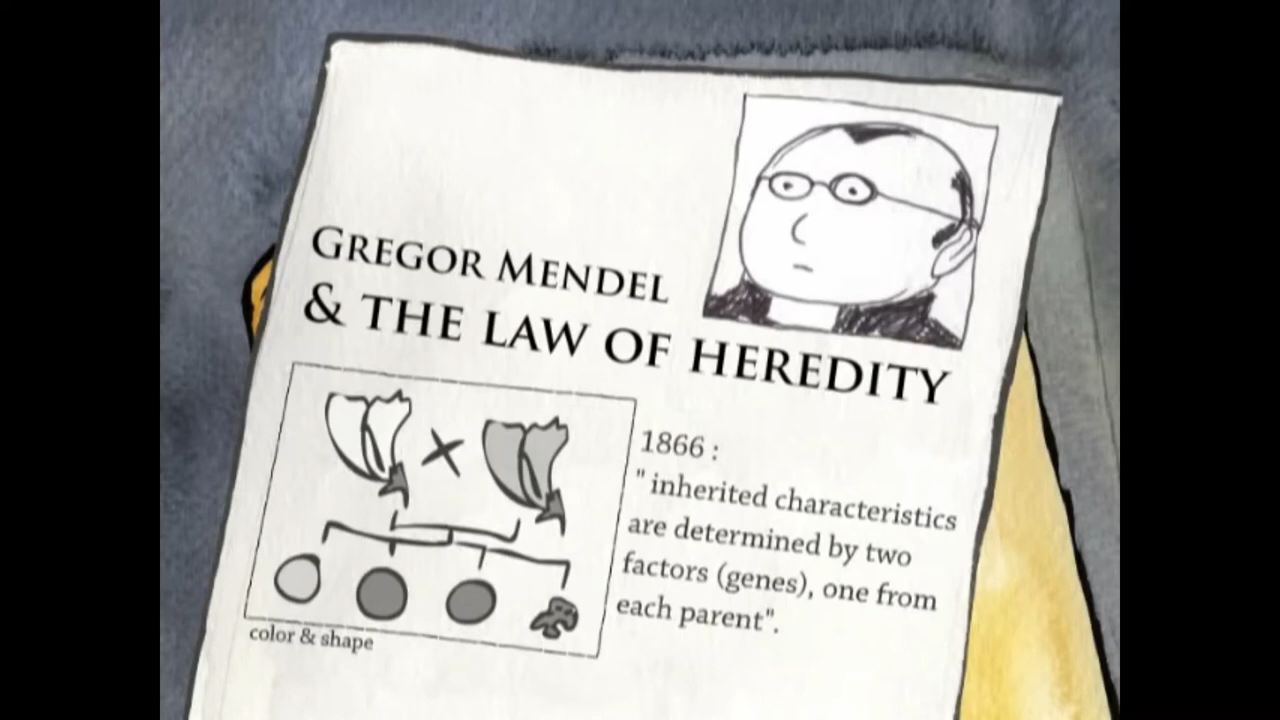 GREGOR MENDEL
& THE LAW OF HEREDITY
1866 :
" inherited characteristics
are determined by two
factors (genes), one from
each parent".
color & shape